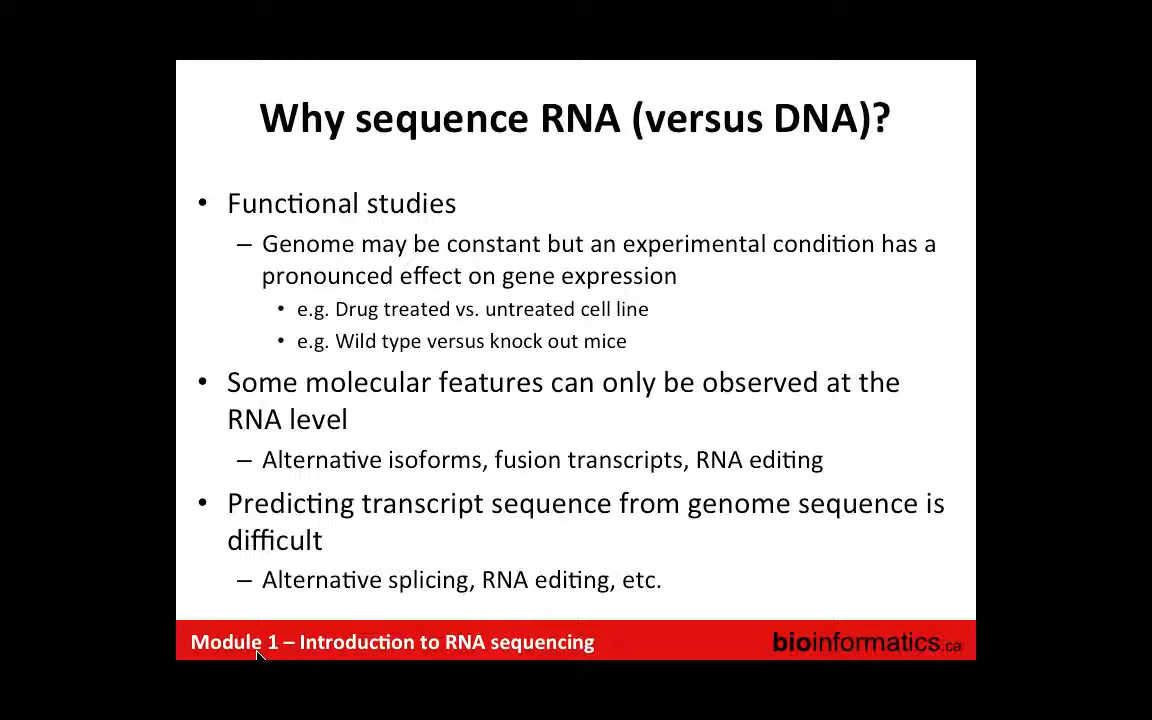 Why sequence RNA (versus DNA)?
• Functional studies
– Genome may be constant but an experimental condition has a
pronounced effect on gene expression
• e.g. Drug treated vs. untreated cell line
• e.g. Wild type versus knock out mice
• Some molecular features can only be observed at the
RNA level
– Alternative isoforms, fusion transcripts, RNA editing
• Predicting transcript sequence from genome sequence is
difficult
– Alternative splicing, RNA editing, etc.
Module 1 – Introduction to RNA sequencing
bioinformatics.ca